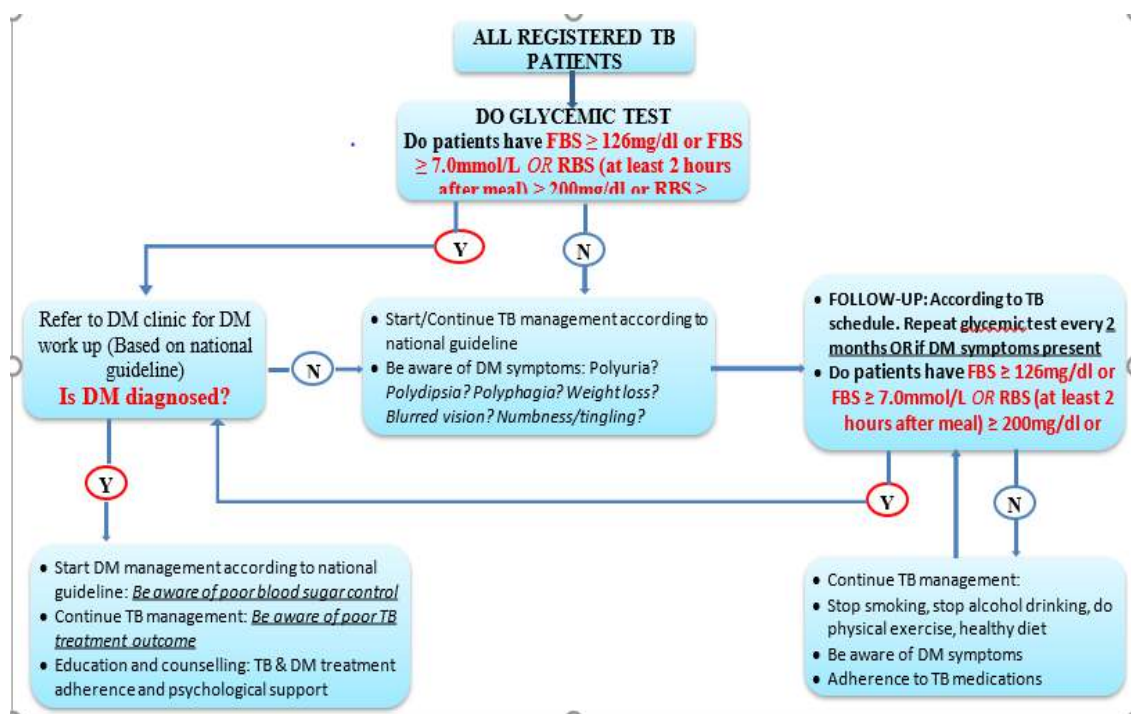 ALL REGISTERED TB
PATIENTS
DO GLYCEMIC TEST
Do patients have FBS ≥ 126mg/dl or FBS
≥ 7.0mmol/L OR RBS (at least 2 hours
after meal) ≥ 200mg/dl or RBS ≥
Y
N
Refer to DM clinic for DM
work up (Based on national
guideline)
Is DM diagnosed?
N
• Start/Continue TB management according to
national guideline
• Be aware of DM symptoms: Polyuria?
Polydipsia? Polyphagia? Weight loss?
Blurred vision? Numbness/tingling?
• FOLLOW-UP: According to TB
schedule. Repeat glycemic test every 2
months OR if DM symptoms present
• Do patients have FBS ≥ 126mg/dl or
FBS ≥ 7.0mmol/L OR RBS (at least 2
hours after meal) ≥ 200mg/dl or
Y
Y
N
• Start DM management according to national
guideline: Be aware of poor blood sugar control
• Continue TB management: Be aware of poor TB
treatment outcome
• Education and counselling: TB & DM treatment
adherence and psychological support
• Continue TB management:
• Stop smoking, stop alcohol drinking, do
physical exercise, healthy diet
• Be aware of DM symptoms
• Adherence to TB medications